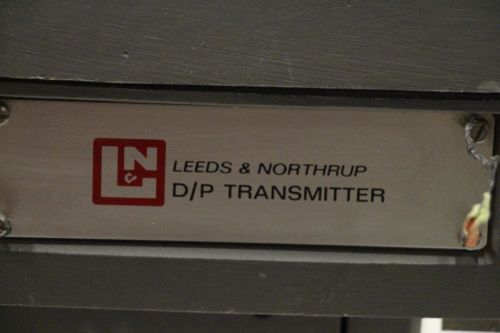 L&N
LEEDS & NORTHRUP
D/P TRANSMITTER